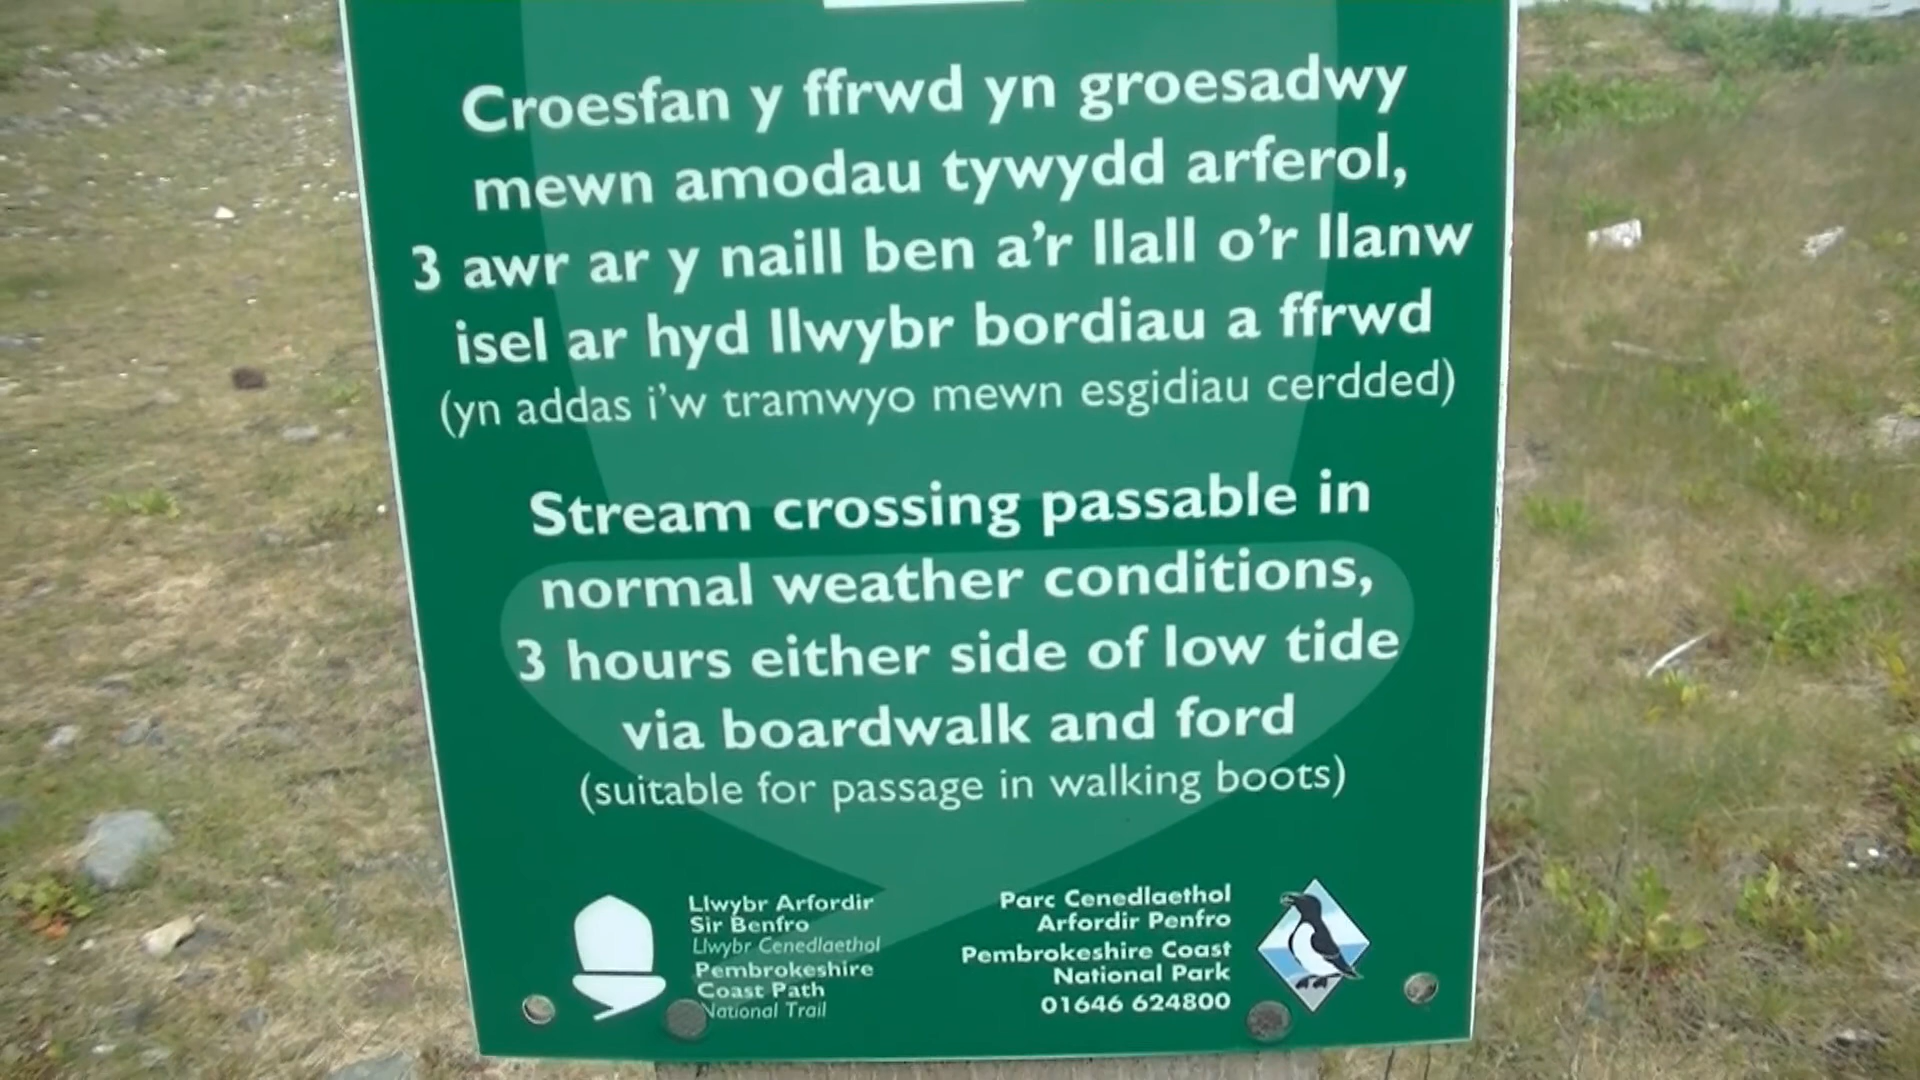 Croesfan y ffrwd yn groesadwy
mewn amodau tywydd arferol,
3 awr ar y naill ben a'r llall o'r llanw
isel ar hyd llwybr bordiau a ffrwd
(yn addas i'w tramwyo mewn esgidiau cerdded)
Stream crossing passable in
normal weather conditions,
3 hours either side of low tide
via boardwalk and ford
(suitable for passage in walking boots)
Llwybr Arfordir
Sir Benfro
Llwybr Cenedlaethol
Pembrokeshire
Coast Path
National Trail
Parc Cenedlaethol
Arfordir Penfro
Pembrokeshire Coast
National Park
01646 624800